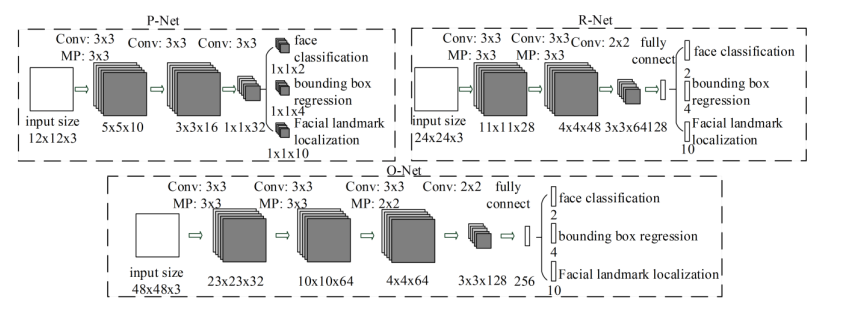 P-Net
Conv: 3x3 Conv: 3x3 Conv: 3x3
MP: 3x3
face
classification
1x1x2
bounding box
regression
1x1x4
Facial landmark
localization
1x1x10
input size
12x12x3
5x5x10 3x3x16 1x1x32
R-Net
Conv: 3x3 Conv: 3x3 Conv: 2x2 fully
MP: 3x3 MP: 3x3 connect
face classification
2
bounding box
regression
4
Facial landmark
localization
10
input size
24x24x3
11x11x28 4x4x48 3x3x64 128
O-Net
Conv: 3x3 Conv: 3x3 Conv: 3x3 Conv: 2x2 fully
MP: 3x3 MP: 3x3 MP: 2x2 connect
face classification
2
bounding box regression
4
Facial landmark localization
10
input size
48x48x3
23x23x32 10x10x64 4x4x64 3x3x128 256